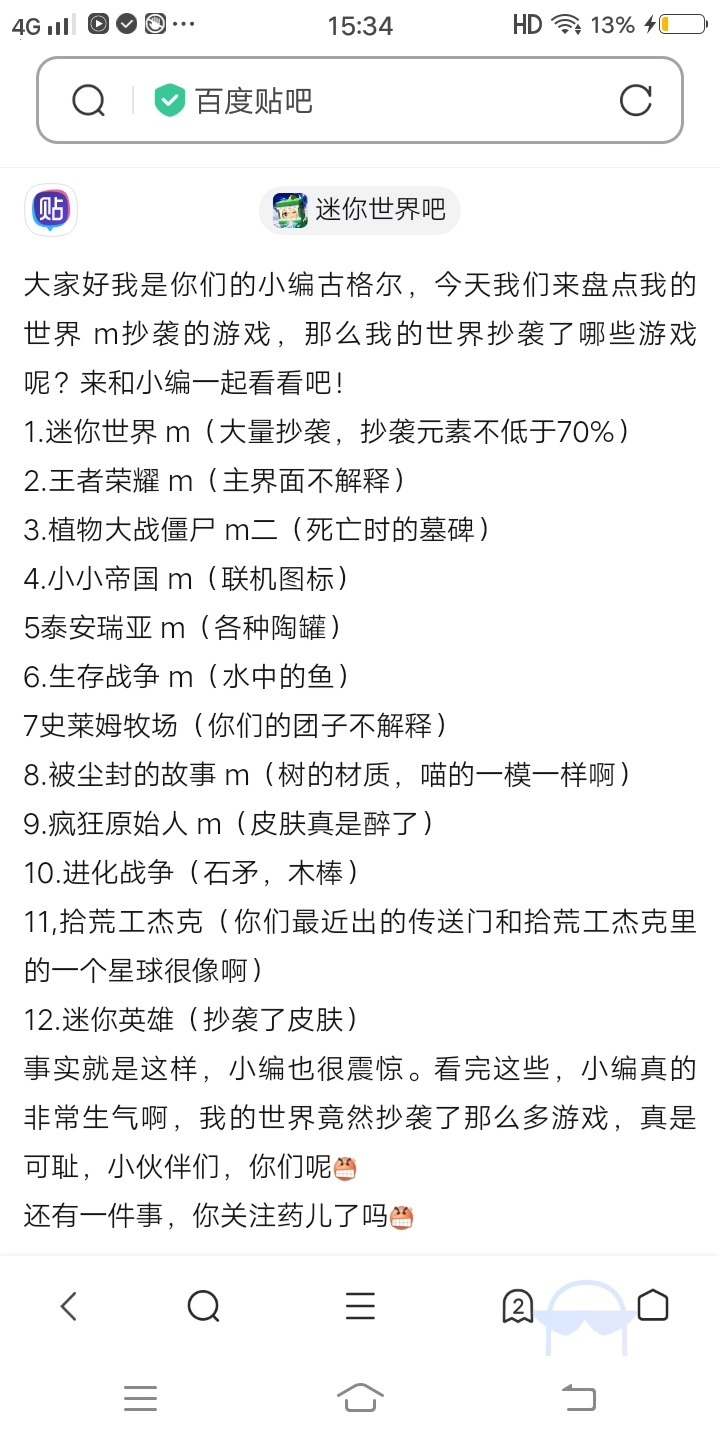 4G
15:34
HD
13%
百度贴吧
贴
迷你世界吧
大家好我是你们的小编古格尔，今天我们来盘点我的
世界 m抄袭的游戏，那么我的世界抄袭了哪些游戏
呢？来和小编一起看看吧！
1.迷你世界 m（大量抄袭，抄袭元素不低于70%）
2.王者荣耀 m（主界面不解释）
3.植物大战僵尸 m二（死亡时的墓碑）
4.小小帝国 m（联机图标）
5泰安瑞亚 m（各种陶罐）
6.生存战争 m（水中的鱼）
7史莱姆牧场（你们的团子不解释）
8.被尘封的故事 m（树的材质，喵的一模一样啊）
9.疯狂原始人 m（皮肤真是醉了）
10.进化战争（石矛，木棒）
11,拾荒工杰克（你们最近出的传送门和拾荒工杰克里
的一个星球很像啊）
12.迷你英雄（抄袭了皮肤）
事实就是这样，小编也很震惊。看完这些，小编真的
非常生气啊，我的世界竟然抄袭了那么多游戏，真是
可耻，小伙伴们，你们呢
还有一件事，你关注药儿了吗
2